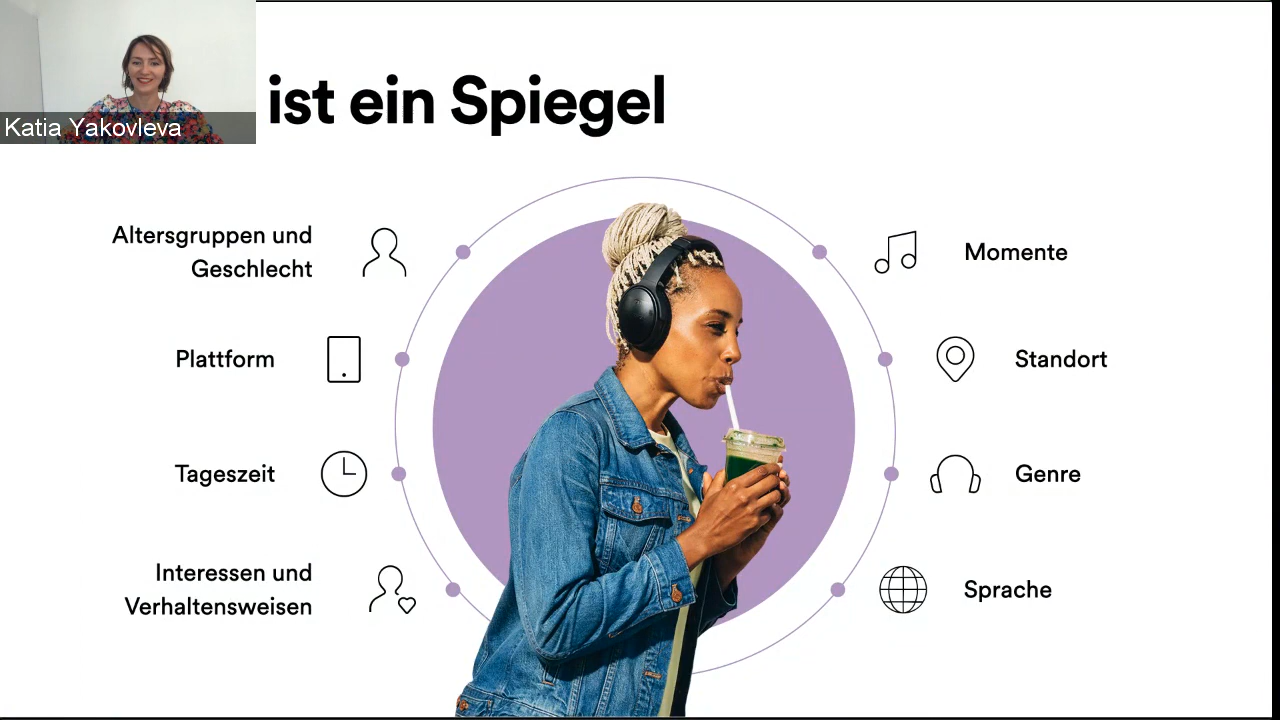 Katia Yakovleva
ist ein Spiegel
Altersgruppen und
Geschlecht
Plattform
Tageszeit
Interessen und
Verhaltensweisen
Momente
Standort
Genre
Sprache